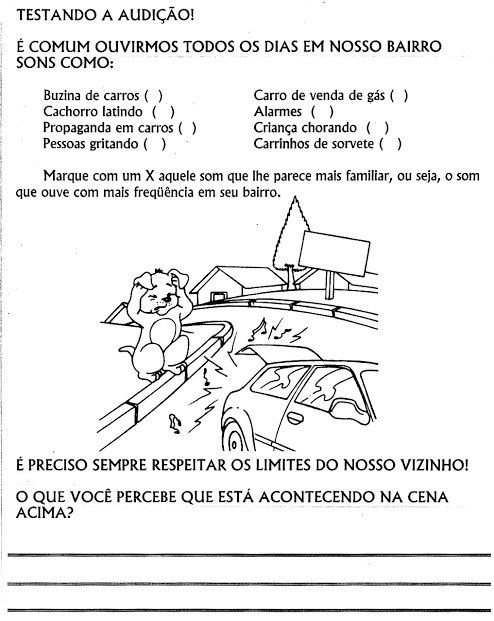 TESTANDO A AUDIÇÃO!
É COMUM OUVIRMOS TODOS OS DIAS EM NOSSO BAIRRO
SONS COMO:
Buzina de carros ( )
Cachorro latindo ( )
Propaganda em carros ( )
Pessoas gritando ( )
Carro de venda de gás ( )
Alarmes ( )
Criança chorando ( )
Carrinhos de sorvete ( )
Marque com um X aquele som que lhe parece mais familiar, ou seja, o som
que ouve com mais freqüência em seu bairro.
É PRECISO SEMPRE RESPEITAR OS LIMITES DO NOSSO VIZINHO!
O QUE VOCÊ PERCEBE QUE ESTÁ ACONTECENDO NA CENA
ACIMA?